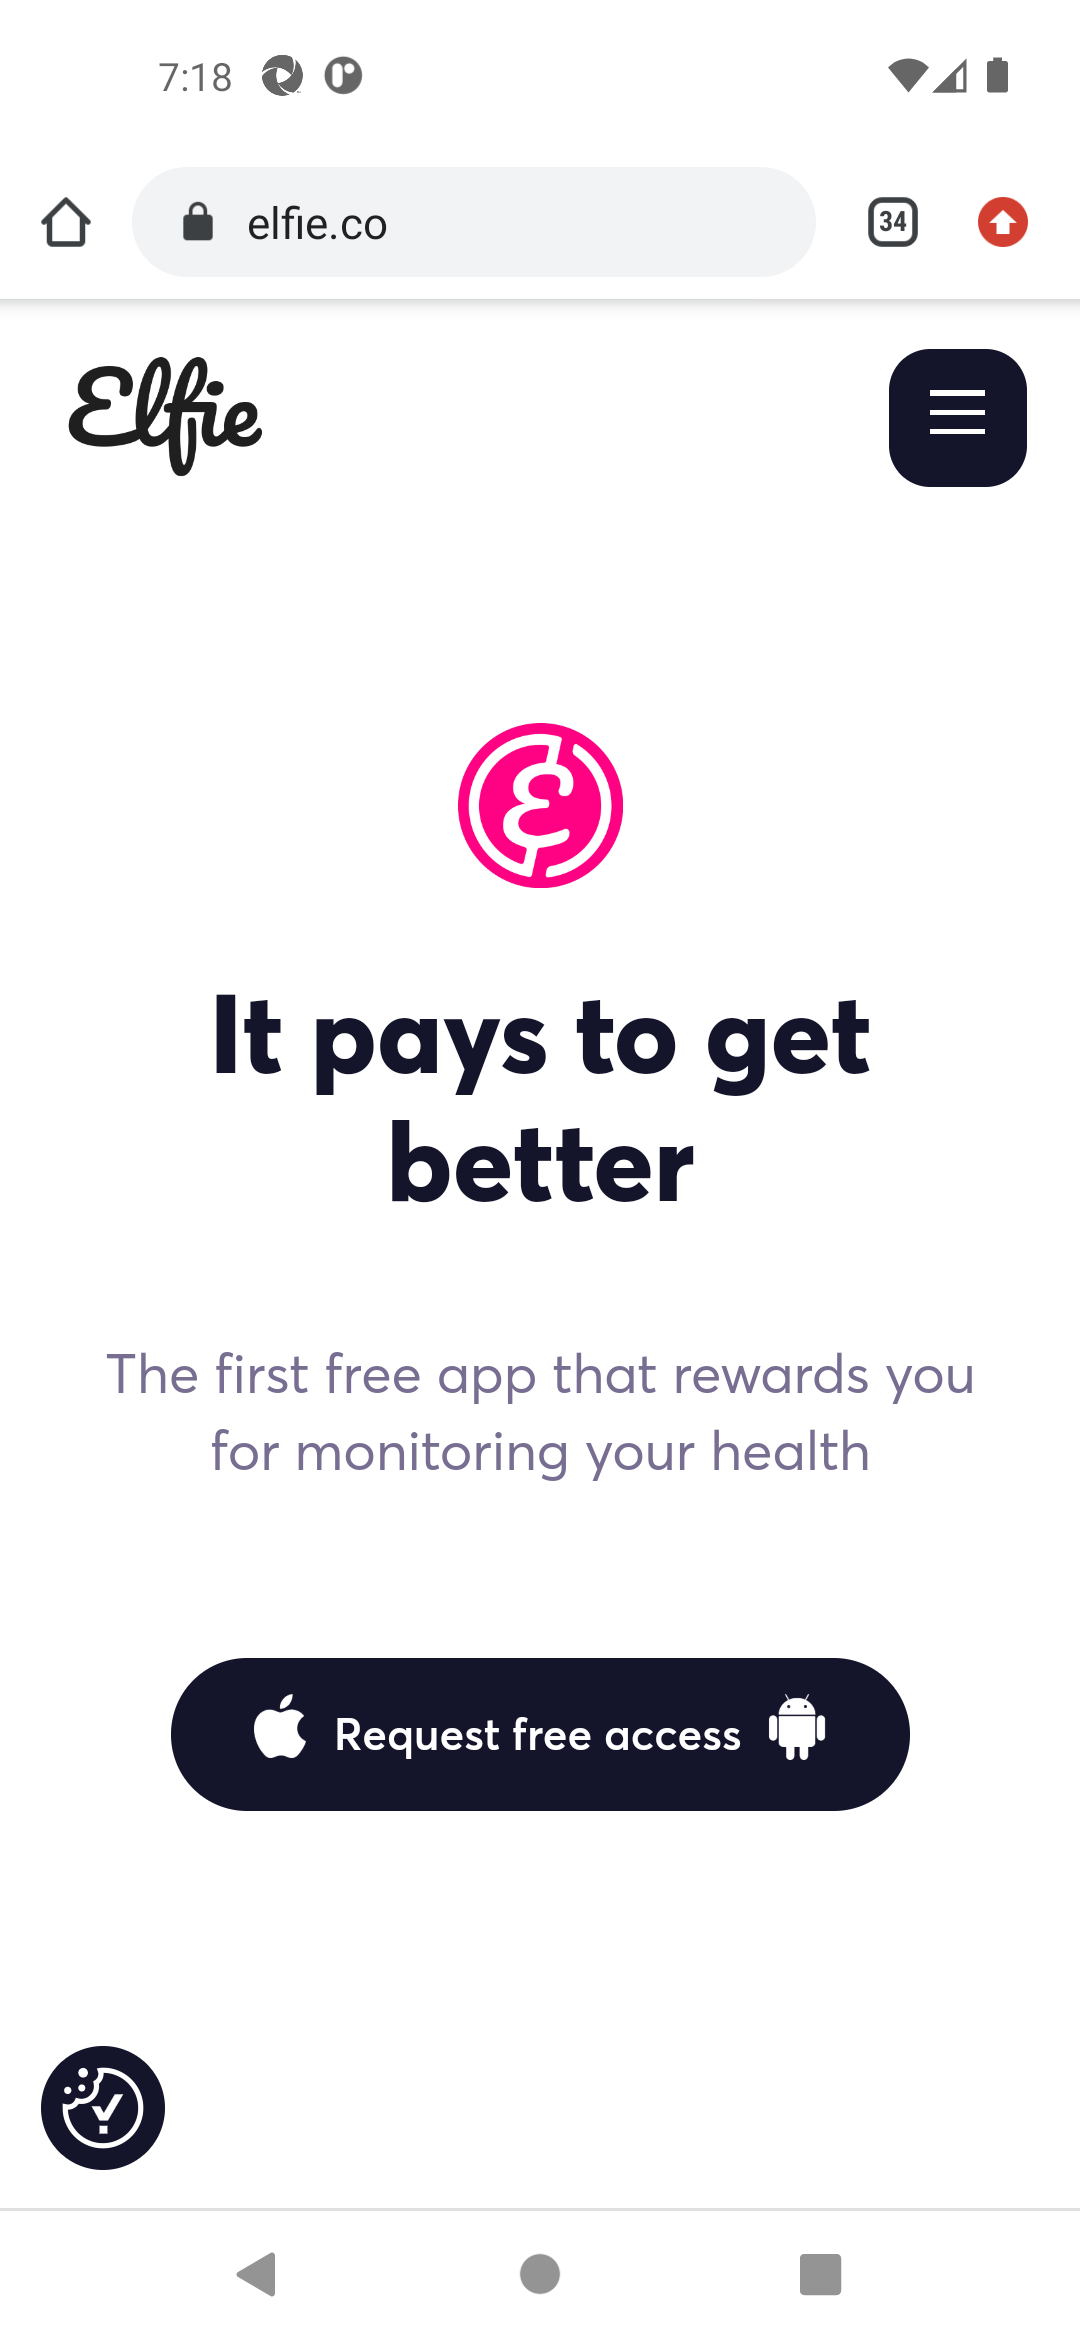 7:18
elfie.co
34
Elfie
It pays to get
better
The first free app that rewards you
for monitoring your health
Request free access